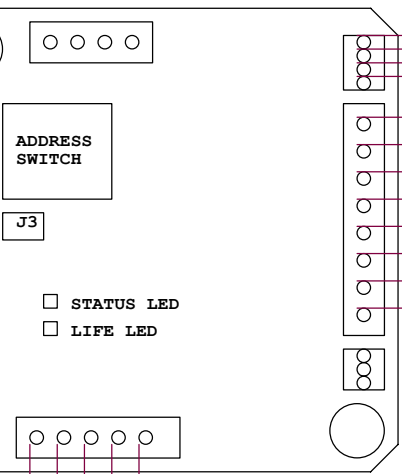 ADDRESS
SWITCH
J3
STATUS LED
LIFE LED